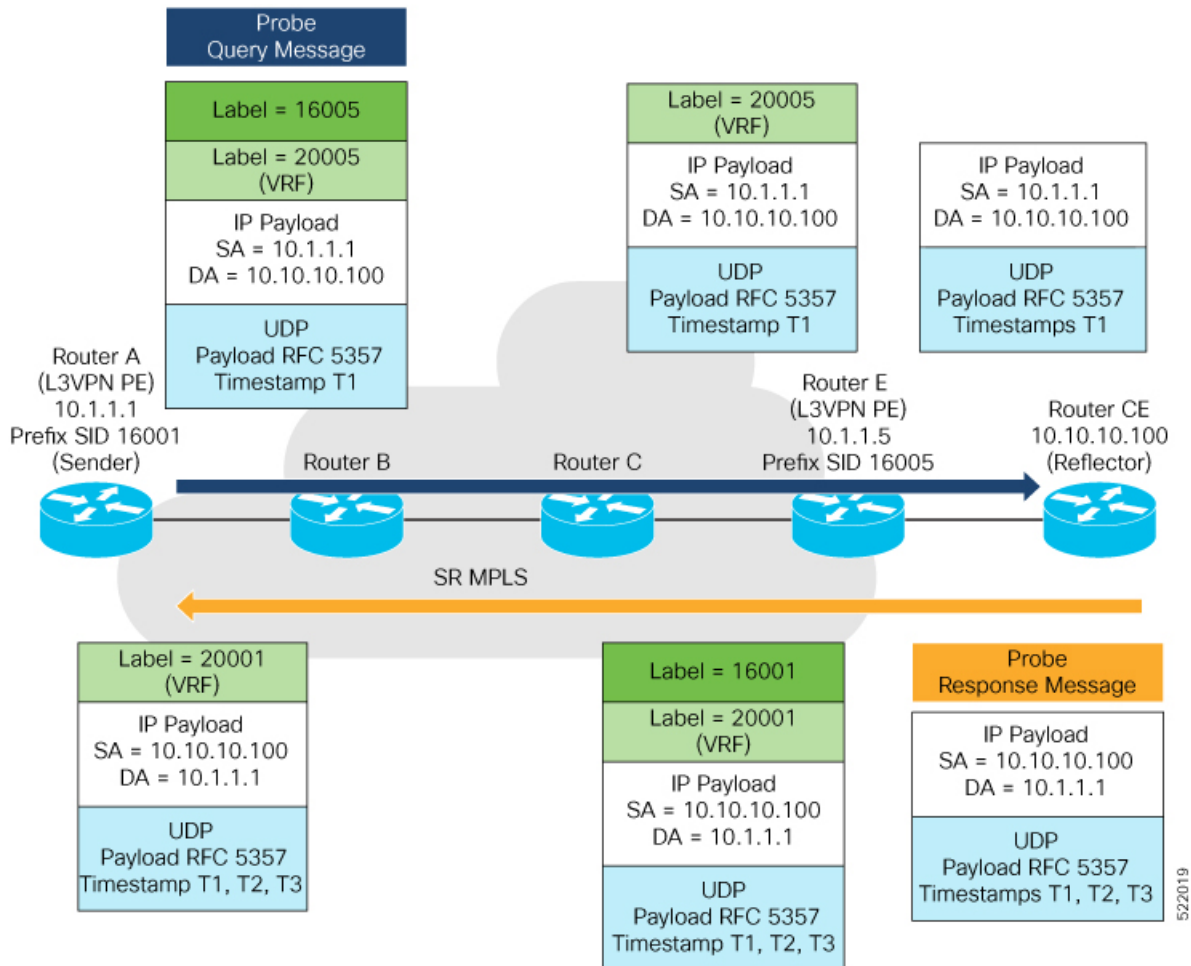 Probe
Query Message
Label = 16005
Label = 20005
(VRF)
IP Payload
SA = 10.1.1.1
DA = 10.10.10.100
UDP
Payload RFC 5357
Timestamp T1
Label = 20005
(VRF)
IP Payload
SA = 10.1.1.1
DA = 10.10.10.100
UDP
Payload RFC 5357
Timestamp T1
IP Payload
SA = 10.1.1.1
DA = 10.10.10.100
UDP
Payload RFC 5357
Timestamps T1
Router A
(L3VPN PE)
10.1.1.1
Prefix SID 16001
(Sender)
Router B
Router C
Router E
(L3VPN PE)
10.1.1.5
Prefix SID 16005
Router CE
10.10.10.100
(Reflector)
SR MPLS
Label = 20001
(VRF)
IP Payload
SA = 10.10.10.100
DA = 10.1.1.1
UDP
Payload RFC 5357
Timestamp T1, T2, T3
Label = 16001
Label = 20001
(VRF)
IP Payload
SA = 10.10.10.100
DA = 10.1.1.1
UDP
Payload RFC 5357
Timestamp T1, T2, T3
Probe
Response Message
IP Payload
SA = 10.10.10.100
DA = 10.1.1.1
UDP
Payload RFC 5357
Timestamps T1, T2, T3
522019